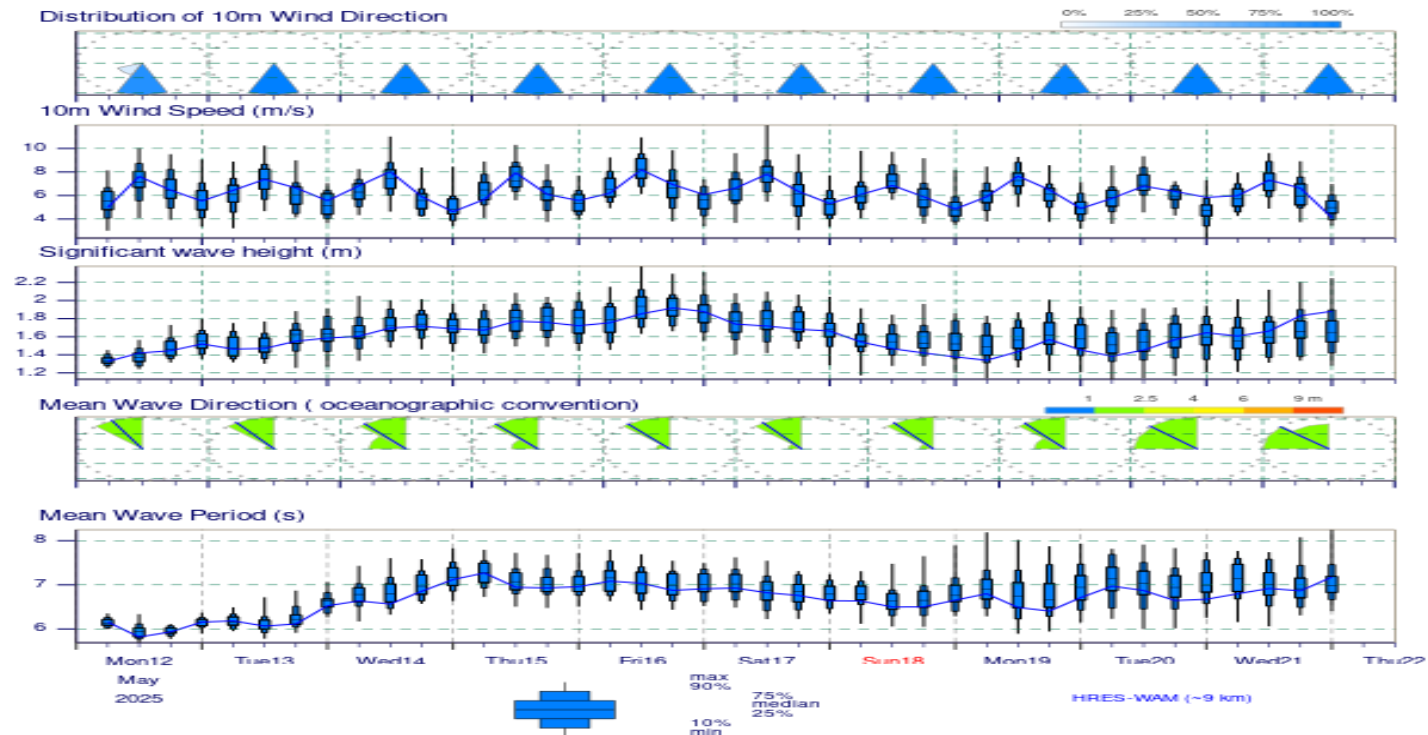 Distribution of 10m Wind Direction
0% 25% 50% 75% 100%
10m Wind Speed (m/s)
10
8
6
4
Significant wave height (m)
2.2
2
1.8
1.6
1.4
1.2
Mean Wave Direction ( oceanographic convention)
1 2.5 4 6 9 m
Mean Wave Period (s)
8
7
6
Mon12 Tue13 Wed14 Thu15 Fri16 Sat17 Sun18 Mon19 Tue20 Wed21 Thu22
May
2025
max
90%
75%
median
25%
10%
min
HRES-WAM (~9 km)